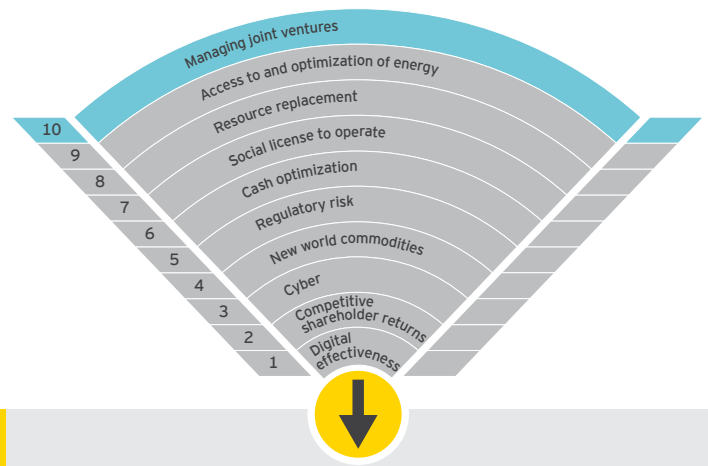 Managing joint ventures
Access to and optimization of energy
Resource replacement
Social license to operate
Cash optimization
Regulatory risk
New world commodities
Cyber
Competitive
shareholder returns
Digital
effectiveness
10
9
8
7
6
5
4
3
2
1